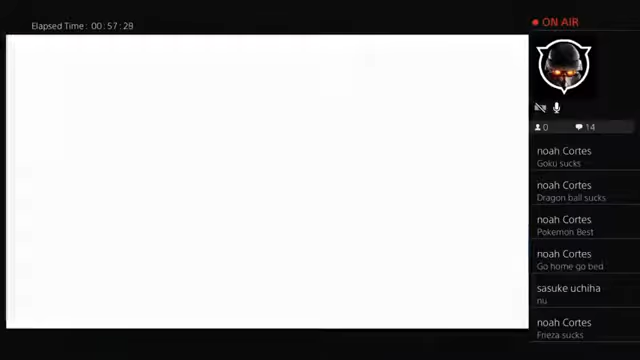 Elapsed Time : 00:57:28
ON AIR
0
14
noah Cortes
Goku sucks
noah Cortes
Dragon ball sucks
noah Cortes
Pokemon Best
noah Cortes
Go home go bed
sasuke uchiha
nu
noah Cortes
Frieza sucks